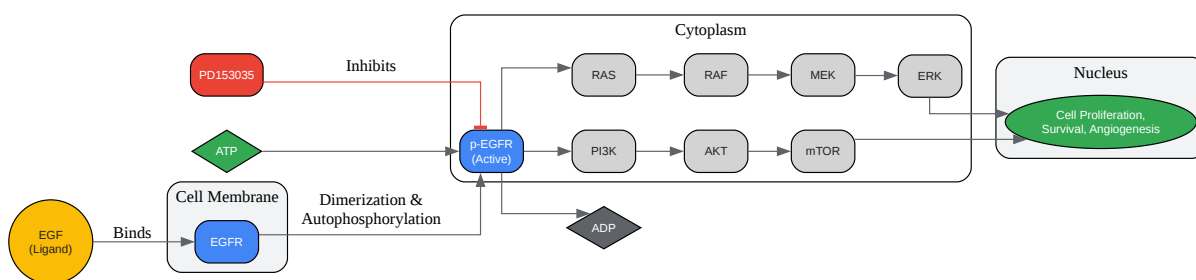 Cytoplasm
PD153035
Inhibits
RAS
RAF
MEK
ERK
Nucleus
Cell Proliferation,
Survival, Angiogenesis
ATP
p-EGFR
(Active)
PI3K
AKT
mTOR
Cell Membrane
Dimerization &
Autophosphorylation
EGF
(Ligand)
Binds
EGFR
ADP